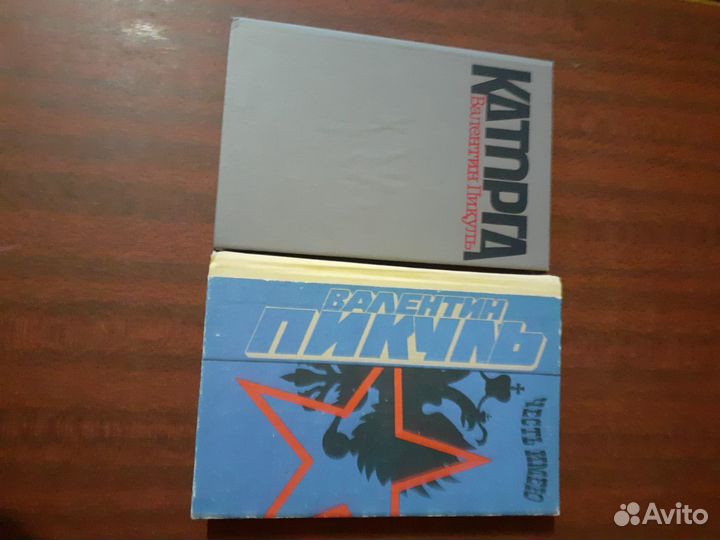 КАТОРГА
Валентин Пикуль
ВАЛЕНТИН
ПИКУЛЬ
ЧЕСТЬ ИМЕЮ
Avito